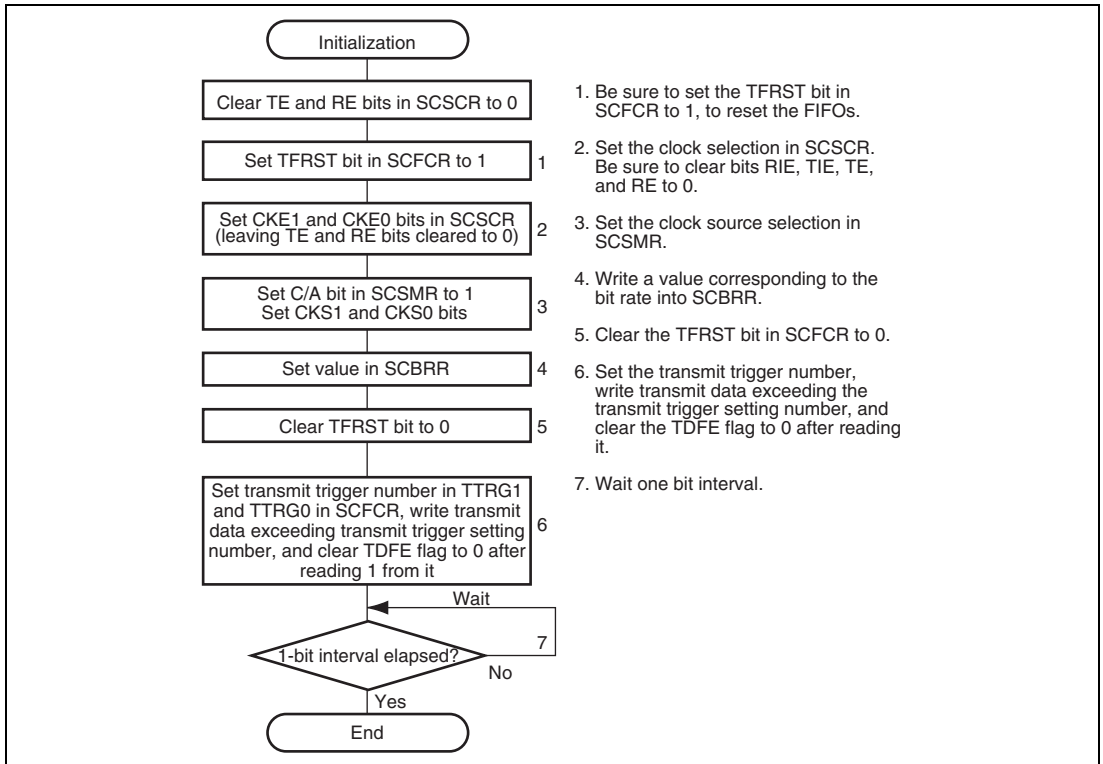 Initialization
Clear TE and RE bits in SCSCR to 0
Set TFRST bit in SCFCR to 1
1
Set CKE1 and CKE0 bits in SCSCR
(leaving TE and RE bits cleared to 0)
2
Set C/A bit in SCSMR to 1
Set CKS1 and CKS0 bits
3
Set value in SCBRR
4
Clear TFRST bit to 0
5
Set transmit trigger number in TTRG1
and TTRG0 in SCFCR, write transmit
data exceeding transmit trigger setting
number, and clear TDFE flag to 0 after
reading 1 from it
6
Wait
1-bit interval elapsed?
7
No
Yes
End
1. Be sure to set the TFRST bit in
SCFCR to 1, to reset the FIFOs.
2. Set the clock selection in SCSCR.
Be sure to clear bits RIE, TIE, TE,
and RE to 0.
3. Set the clock source selection in
SCSMR.
4. Write a value corresponding to the
bit rate into SCBRR.
5. Clear the TFRST bit in SCFCR to 0.
6. Set the transmit trigger number,
write transmit data exceeding the
transmit trigger setting number, and
clear the TDFE flag to 0 after reading
it.
7. Wait one bit interval.